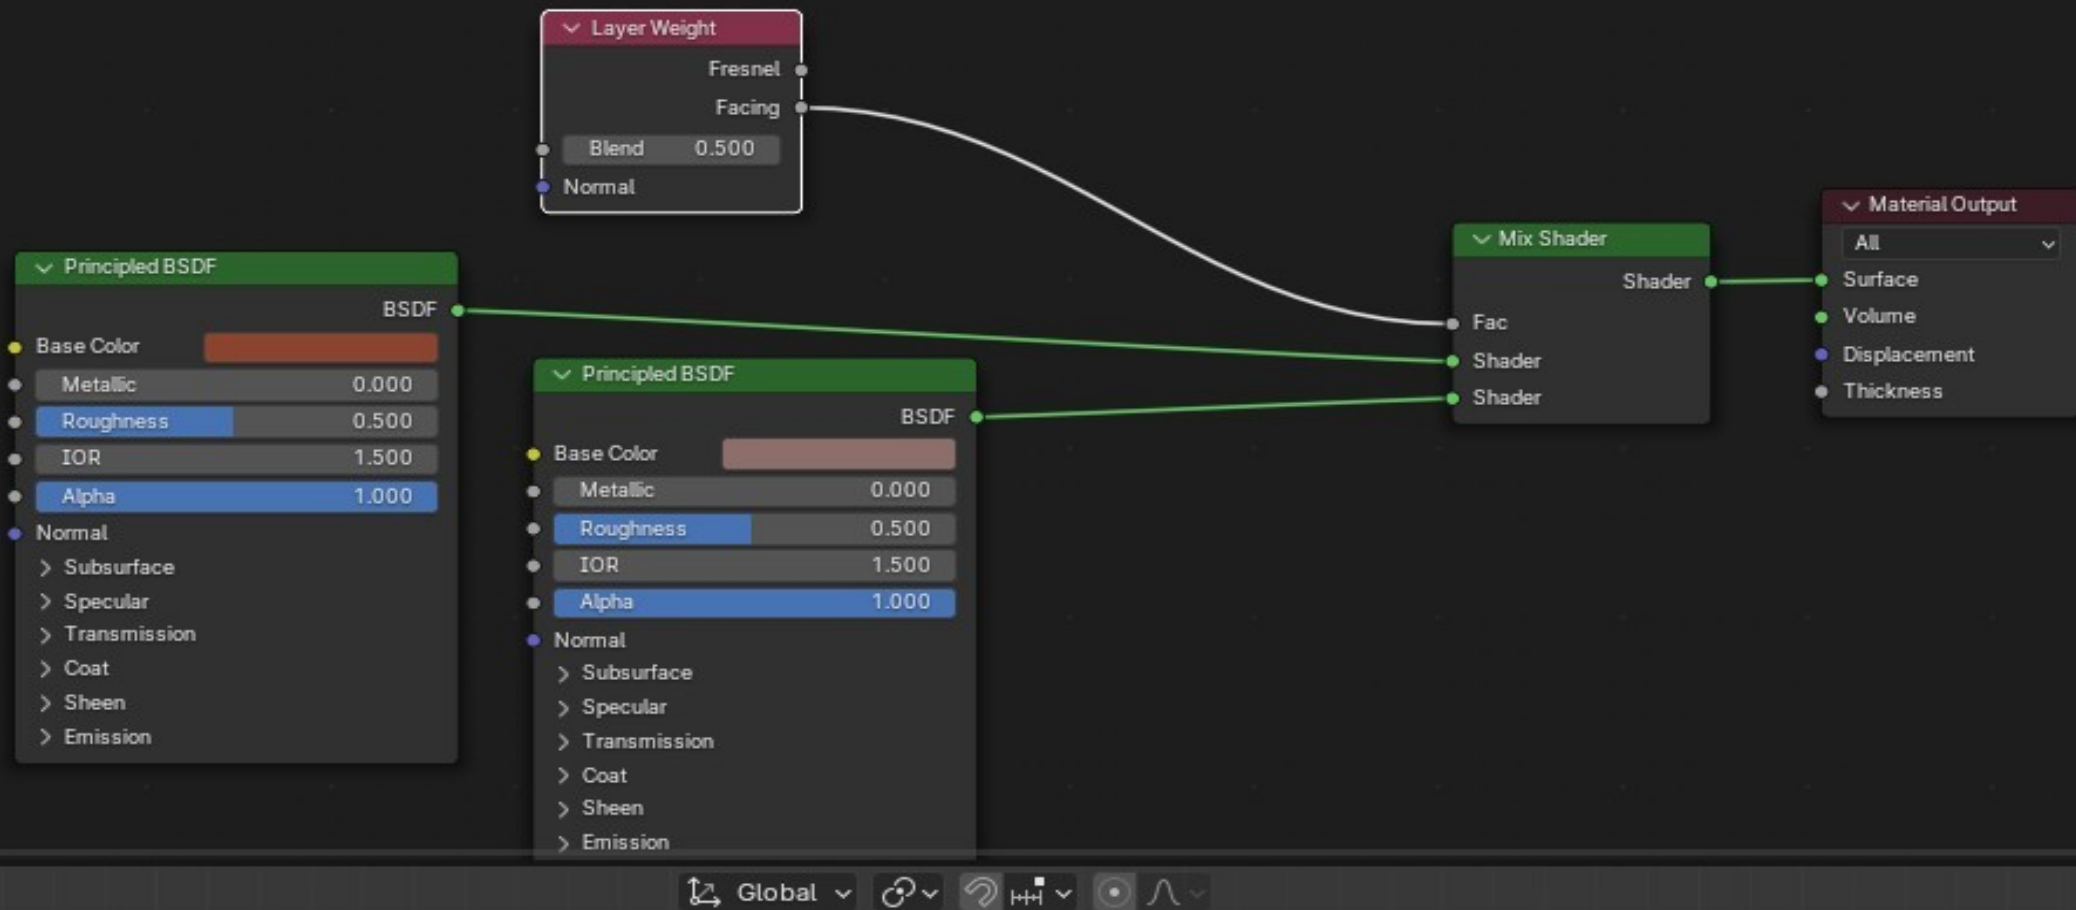 Layer Weight
Fresnel
Facing
Blend 0.500
Normal
Principled BSDF
BSDF
Base Color
Metallic 0.000
Roughness 0.500
IOR 1.500
Alpha 1.000
Normal
Subsurface
Specular
Transmission
Coat
Sheen
Emission
Principled BSDF
BSDF
Base Color
Metallic 0.000
Roughness 0.500
IOR 1.500
Alpha 1.000
Normal
Subsurface
Specular
Transmission
Coat
Sheen
Emission
Mix Shader
Shader
Fac
Shader
Shader
Material Output
All
Surface
Volume
Displacement
Thickness
Global